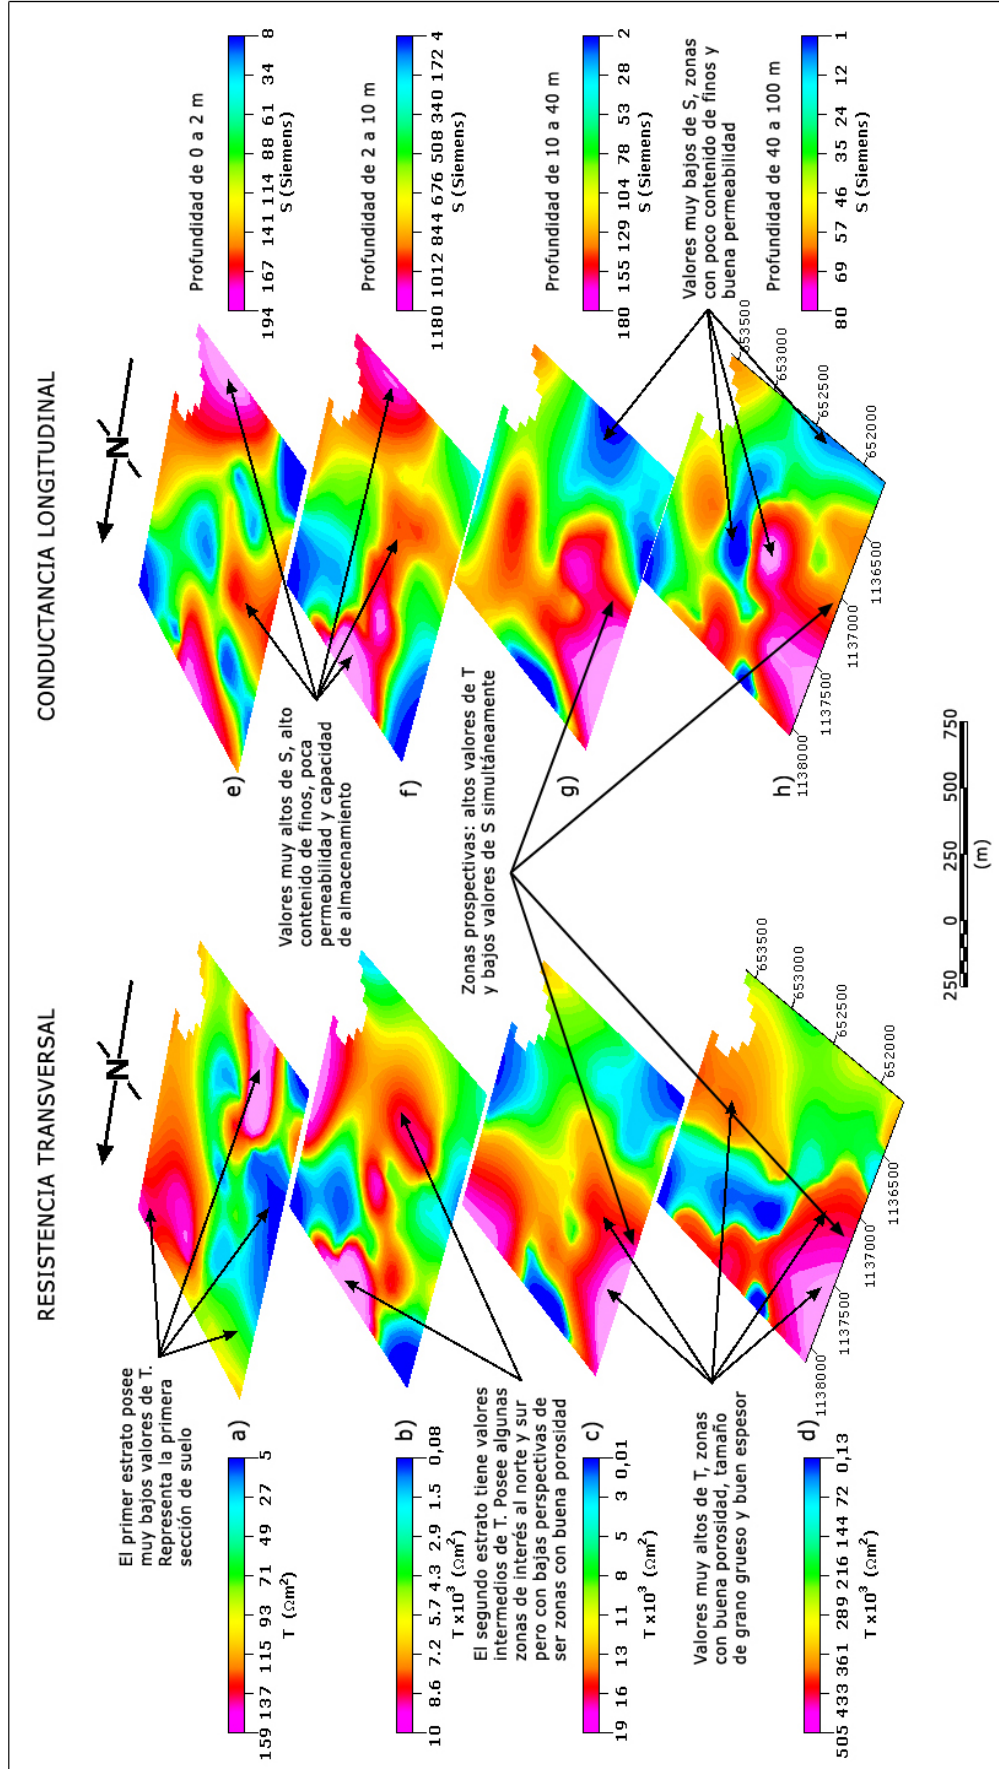 RESISTENCIA TRANSVERSAL
CONDUCTANCIA LONGITUDINAL
N
N
El primer estrato posee
muy bajos valores de T.
Representa la primera
sección de suelo
a)
159 137 115 93 71 49 27 5
T (Ωm²)
b)
10 8.6 7.2 5.7 4.3 2.9 1.5 0,08
T x10³ (Ωm²)
El segundo estrato tiene valores
intermedios de T. Posee algunas
zonas de interés al norte y sur
pero con bajas perspectivas de
ser zonas con buena porosidad
c)
19 16 13 11 8 5 3 0,01
T x10³ (Ωm²)
Valores muy altos de T, zonas
con buena porosidad, tamaño
de grano grueso y buen espesor
d)
505 433 361 289 216 144 72 0,13
T x10³ (Ωm²)
1138000
1137500
1137000
1136500
652000
652500
653000
653500
e)
Profundidad de 0 a 2 m
194 167 141 114 88 61 34 8
S (Siemens)
Valores muy altos de S, alto
contenido de finos, poca
permeabilidad y capacidad
de almacenamiento
f)
Profundidad de 2 a 10 m
1180 1012 844 676 508 340 172 4
S (Siemens)
Zonas prospectivas: altos valores de T
y bajos valores de S simultáneamente
g)
Profundidad de 10 a 40 m
180 155 129 104 78 53 28 2
S (Siemens)
Valores muy bajos de S, zonas
con poco contenido de finos y
buena permeabilidad
h)
Profundidad de 40 a 100 m
80 69 57 46 35 24 12 1
S (Siemens)
1138000
1137500
1137000
1136500
652000
652500
653000
653500
250 0 250 500 750
(m)